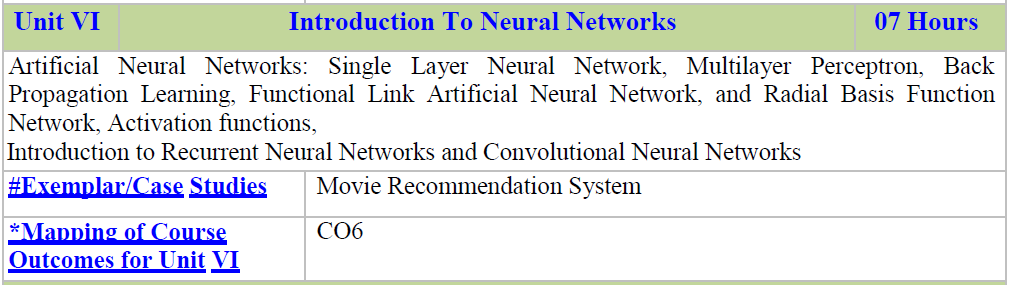 Unit VI Introduction To Neural Networks 07 Hours
Artificial Neural Networks: Single Layer Neural Network, Multilayer Perceptron, Back
Propagation Learning, Functional Link Artificial Neural Network, and Radial Basis Function
Network, Activation functions,
Introduction to Recurrent Neural Networks and Convolutional Neural Networks
#Exemplar/Case Studies Movie Recommendation System
*Mapping of Course CO6
Outcomes for Unit VI